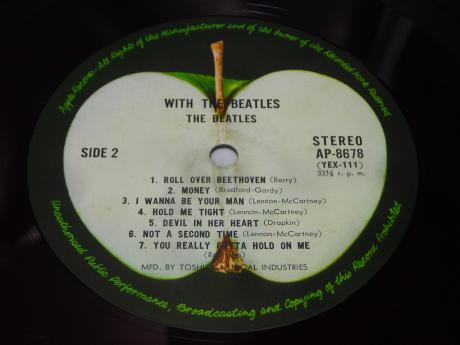 Apple Records-All Rights of the Manufacturer and of the Owner of the Recorded Work Reserved
WITH THE BEATLES
THE BEATLES
SIDE 2
STEREO
AP-8678
(YEX-111)
33⅓ r. p. m.
1. ROLL OVER BEETHOVEN (Berry)
2. MONEY (Bradford-Gordy)
3. I WANNA BE YOUR MAN (Lennon-McCartney)
4. HOLD ME TIGHT (Lennon-McCartney)
5. DEVIL IN HER HEART (Drapkin)
6. NOT A SECOND TIME (Lennon-McCartney)
7. YOU REALLY GOTTA HOLD ON ME
MFD. BY TOSHIBA MUSICAL INDUSTRIES
Unauthorised Public Performance, Broadcasting and Copying of this Record Prohibited